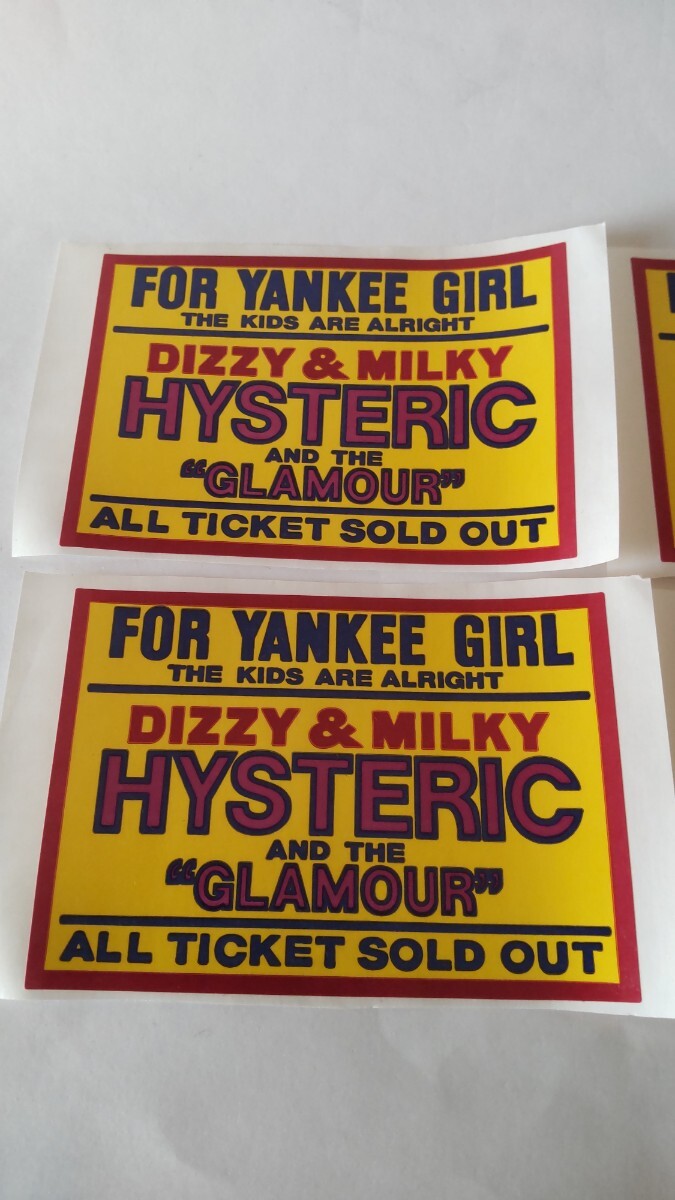 FOR YANKEE GIRL
THE KIDS ARE ALRIGHT
DIZZY & MILKY
HYSTERIC
AND THE
“GLAMOUR”
ALL TICKET SOLD OUT
FOR YANKEE GIRL
THE KIDS ARE ALRIGHT
DIZZY & MILKY
HYSTERIC
AND THE
“GLAMOUR”
ALL TICKET SOLD OUT